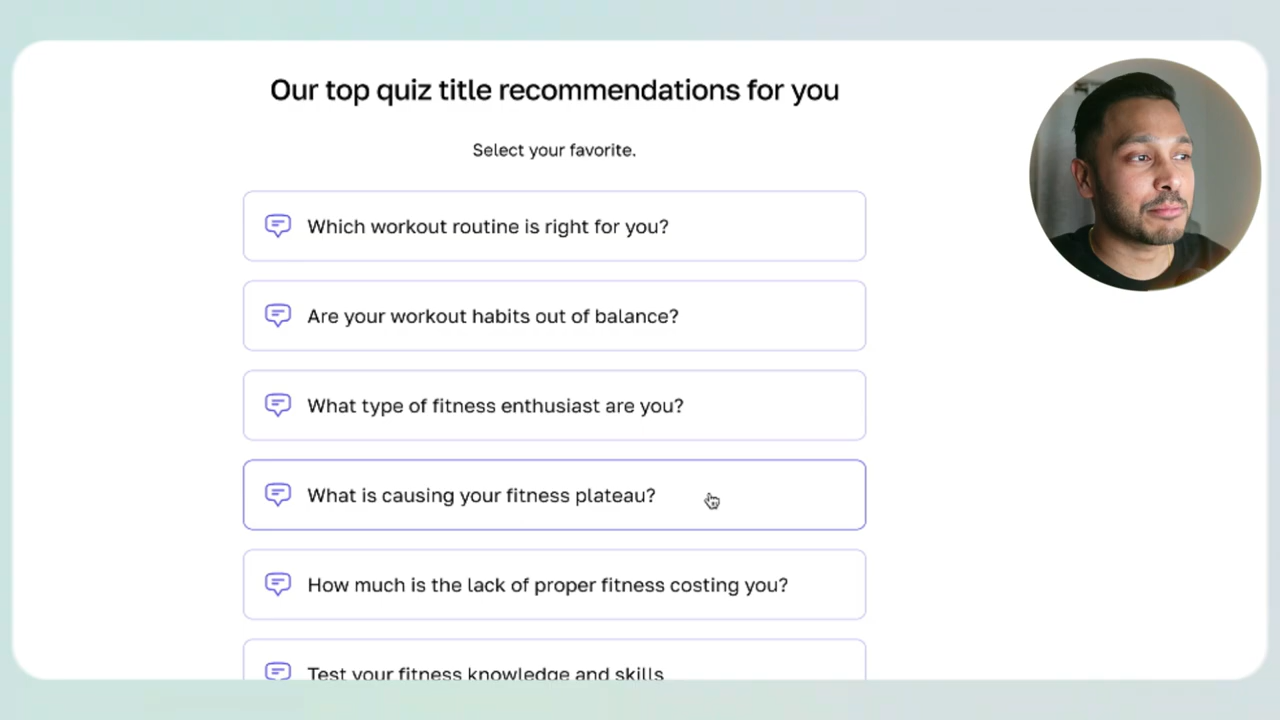 Our top quiz title recommendations for you
Select your favorite.
Which workout routine is right for you?
Are your workout habits out of balance?
What type of fitness enthusiast are you?
What is causing your fitness plateau?
How much is the lack of proper fitness costing you?
Test your fitness knowledge and skills